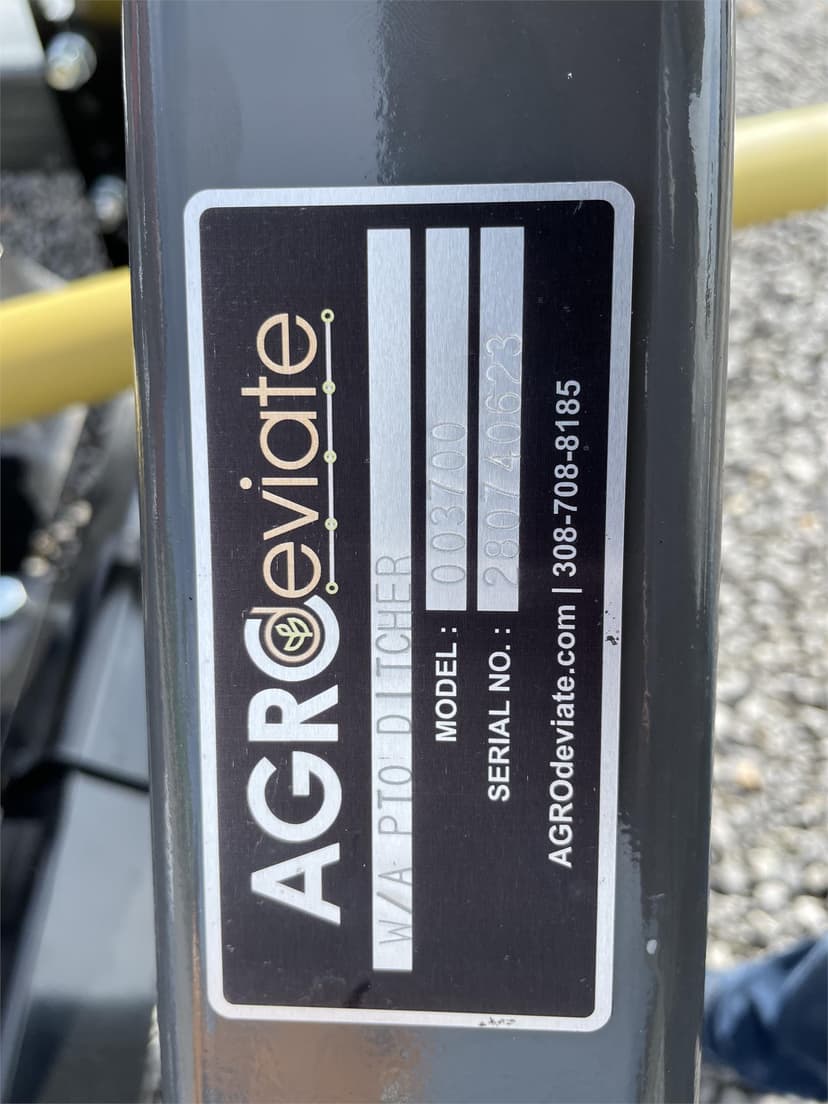 AGROdeviate
W/A PTO DITCHER
MODEL : 003700
SERIAL NO. : 280740623
AGROdeviate.com | 308-708-8185